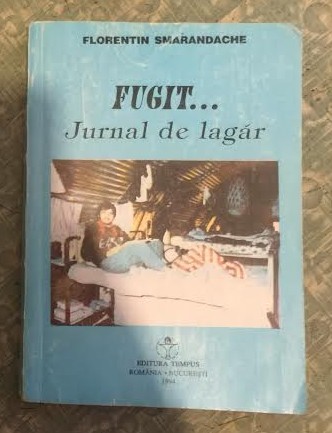 FLORENTIN SMARANDACHE
FUGIT...
Jurnal de lagăr
EDITURA TEMPUS
ROMÂNIA • BUCUREŞTI
1994